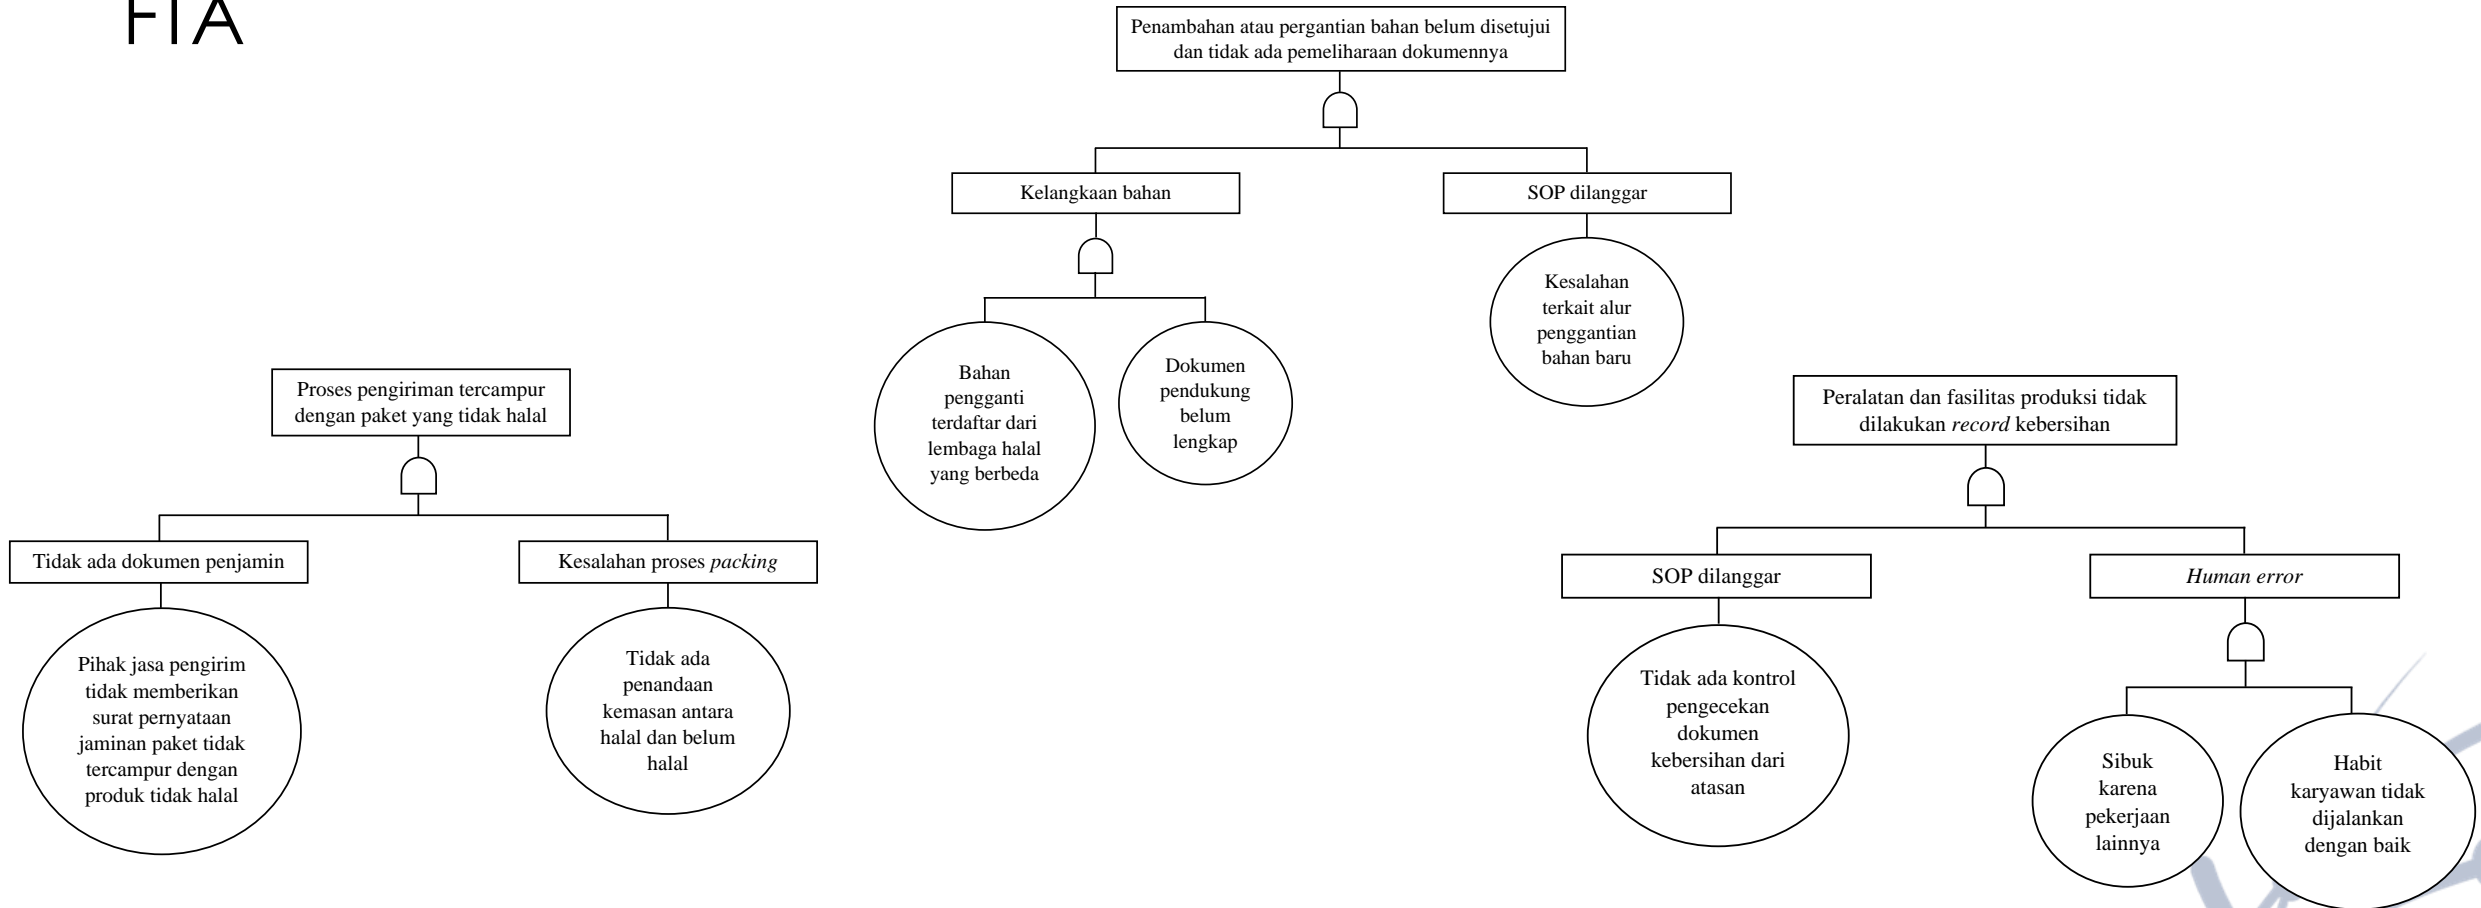 FTA
Penambahan atau pergantian bahan belum disetujui
dan tidak ada pemeliharaan dokumennya
Kelangkaan bahan
SOP dilanggar
Bahan
pengganti
terdaftar dari
lembaga halal
yang berbeda
Dokumen
pendukung
belum
lengkap
Kesalahan
terkait alur
penggantian
bahan baru
Proses pengiriman tercampur
dengan paket yang tidak halal
Tidak ada dokumen penjamin
Kesalahan proses packing
Pihak jasa pengirim
tidak memberikan
surat pernyataan
jaminan paket tidak
tercampur dengan
produk tidak halal
Tidak ada
penandaan
kemasan antara
halal dan belum
halal
Peralatan dan fasilitas produksi tidak
dilakukan record kebersihan
SOP dilanggar
Human error
Tidak ada kontrol
pengecekan
dokumen
kebersihan dari
atasan
Sibuk
karena
pekerjaan
lainnya
Habit
karyawan tidak
dijalankan
dengan baik